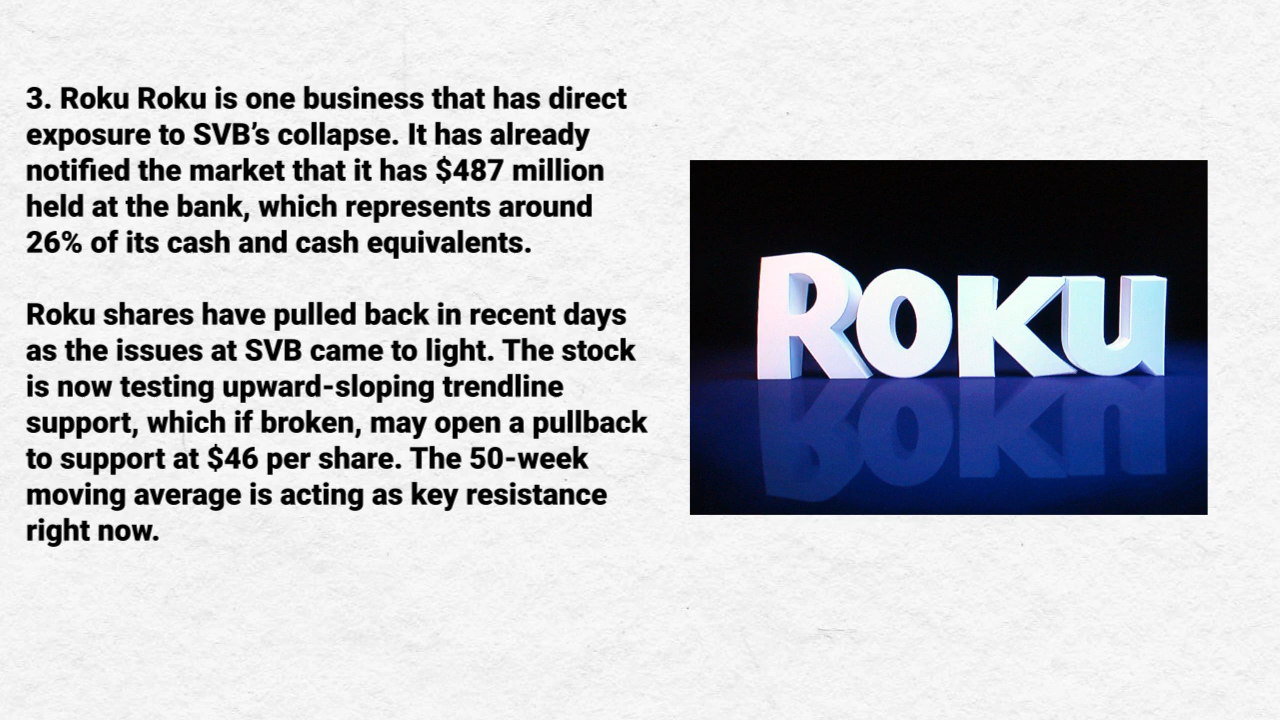 3. Roku Roku is one business that has direct
exposure to SVB’s collapse. It has already
notified the market that it has $487 million
held at the bank, which represents around
26% of its cash and cash equivalents.
Roku shares have pulled back in recent days
as the issues at SVB came to light. The stock
is now testing upward-sloping trendline
support, which if broken, may open a pullback
to support at $46 per share. The 50-week
moving average is acting as key resistance
right now.
Roku